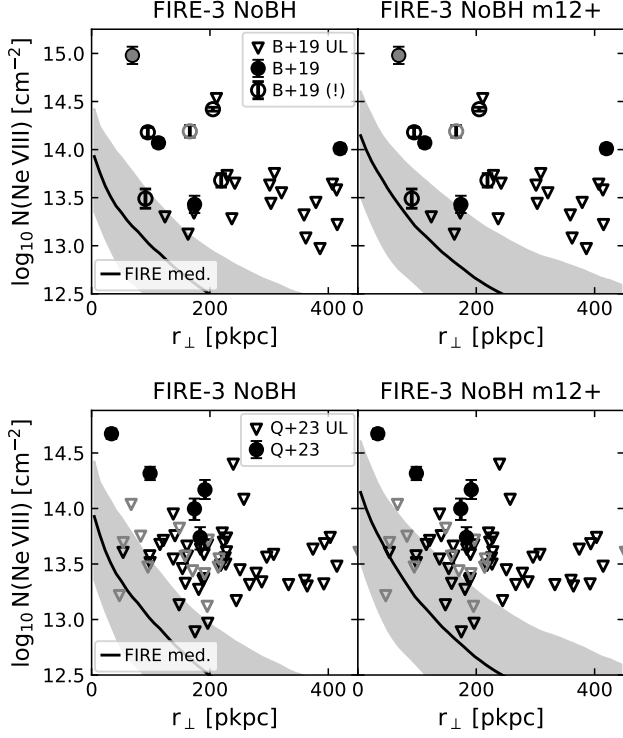 FIRE-3 NoBH FIRE-3 NoBH m12+
log₁₀ N(Ne VIII) [cm⁻²]
15.0
14.5
14.0
13.5
13.0
12.5
B+19 UL
B+19
B+19 (!)
FIRE med.
0 200 400 0 200 400
r⊥ [pkpc] r⊥ [pkpc]
FIRE-3 NoBH FIRE-3 NoBH m12+
log₁₀ N(Ne VIII) [cm⁻²]
14.5
14.0
13.5
13.0
12.5
Q+23 UL
Q+23
FIRE med.
0 200 400 0 200 400
r⊥ [pkpc] r⊥ [pkpc]